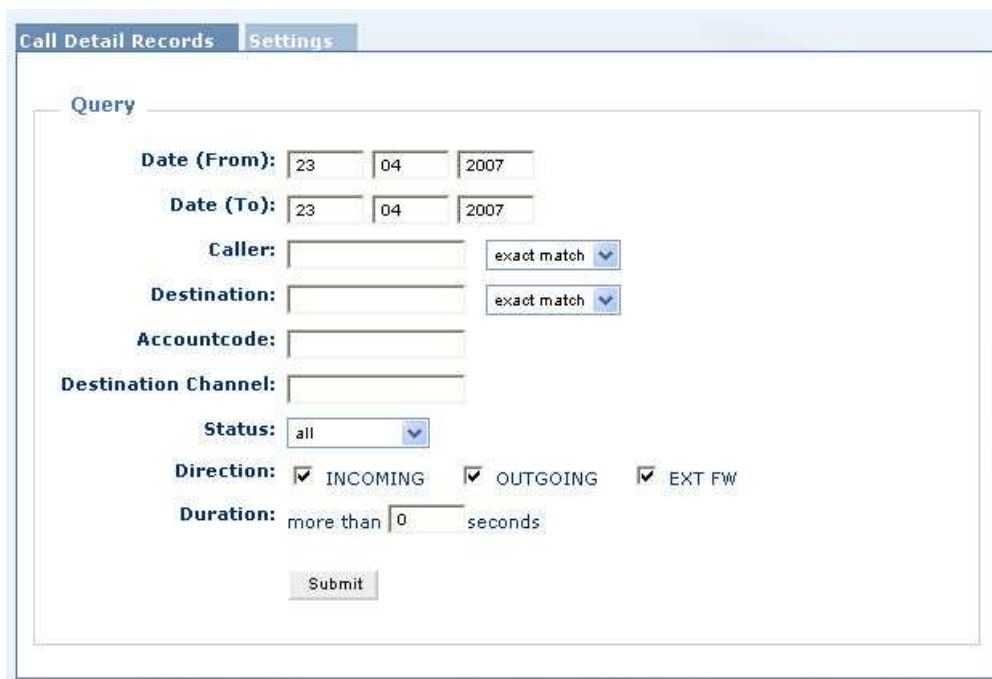 Call Detail Records Settings
Query
Date (From): 23 04 2007
Date (To): 23 04 2007
Caller: exact match
Destination: exact match
Accountcode:
Destination Channel:
Status: all
Direction: INCOMING OUTGOING EXT FW
Duration: more than 0 seconds
Submit